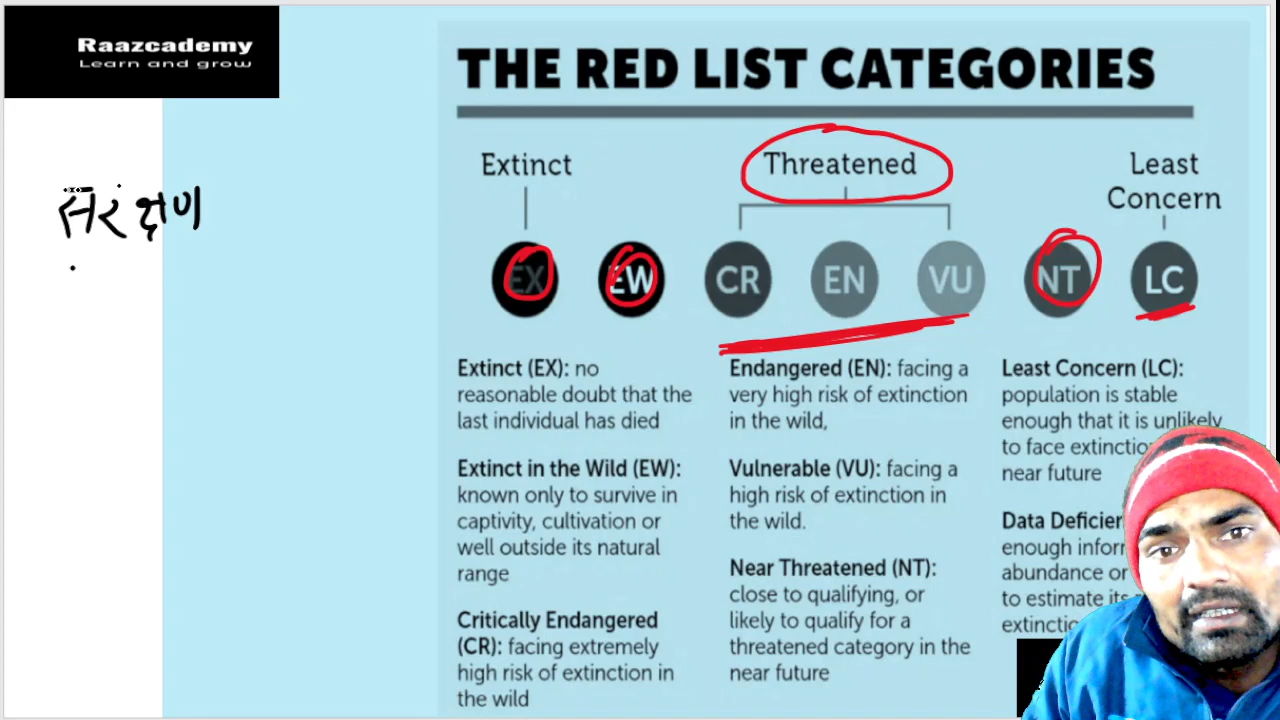 Raazcademy
Learn and grow
THE RED LIST CATEGORIES
संरक्षण
Extinct
Threatened
Least
Concern
EX
EW
CR
EN
VU
NT
LC
Extinct (EX): no
reasonable doubt that the
last individual has died
Extinct in the Wild (EW):
known only to survive in
captivity, cultivation or
well outside its natural
range
Critically Endangered
(CR): facing extremely
high risk of extinction in
the wild
Endangered (EN): facing a
very high risk of extinction
in the wild,
Vulnerable (VU): facing a
high risk of extinction in
the wild.
Near Threatened (NT):
close to qualifying, or
likely to qualify for a
threatened category in the
near future
Least Concern (LC):
population is stable
enough that it is unlikely
to face extinctio
near future
Data Deficien
enough inform
abundance or
to estimate its
extinctio